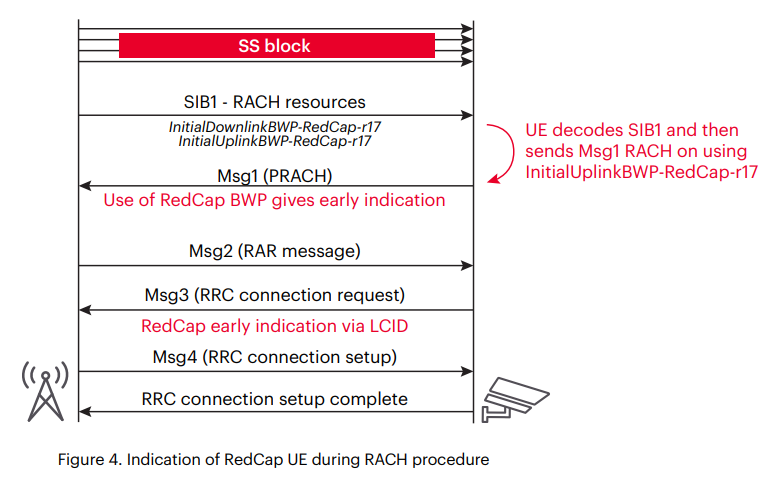 SS block
SIB1 - RACH resources
InitialDownlinkBWP-RedCap-r17
InitialUplinkBWP-RedCap-r17
UE decodes SIB1 and then
sends Msg1 RACH on using
InitialUplinkBWP-RedCap-r17
Msg1 (PRACH)
Use of RedCap BWP gives early indication
Msg2 (RAR message)
Msg3 (RRC connection request)
RedCap early indication via LCID
Msg4 (RRC connection setup)
RRC connection setup complete
Figure 4. Indication of RedCap UE during RACH procedure